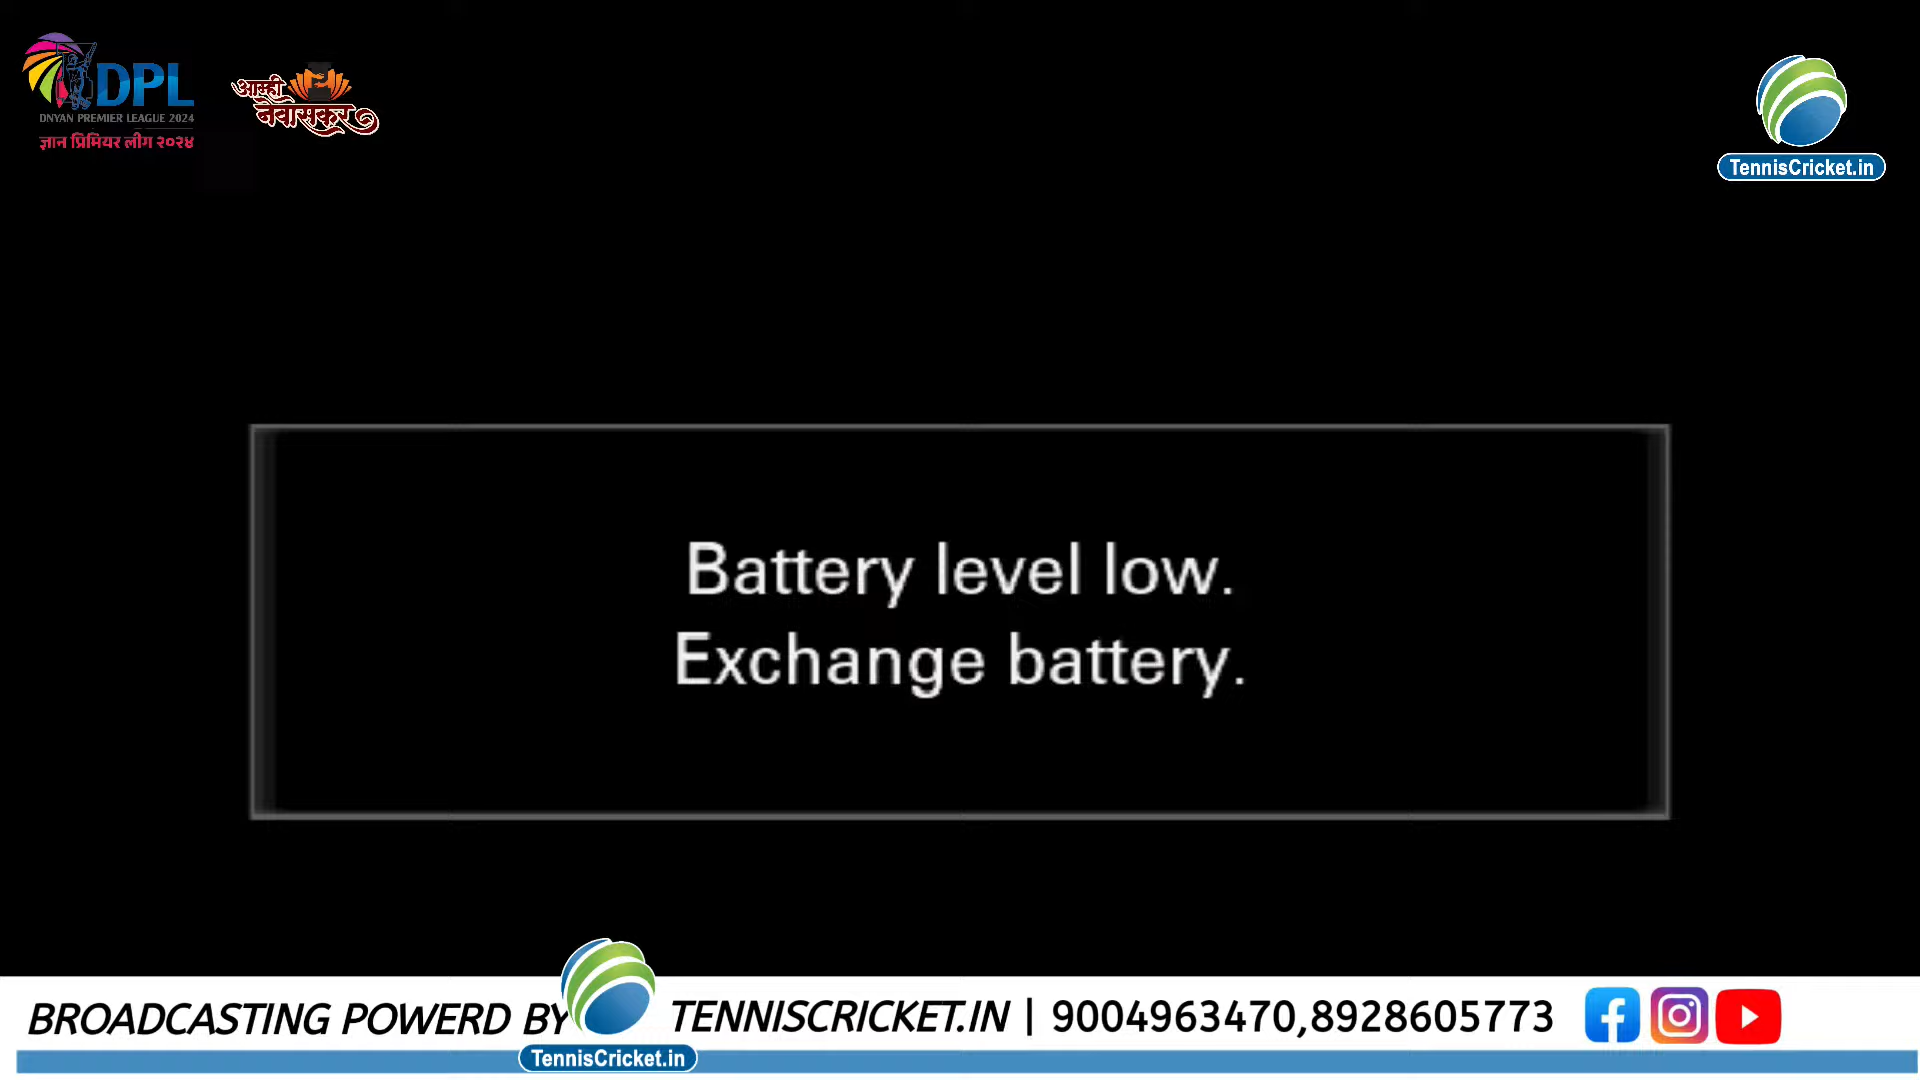 DPL
DNYAN PREMIER LEAGUE 2024
ज्ञान प्रिमियर लीग २०२४
आम्ही
नेवासकर
TennisCricket.in
Battery level low.
Exchange battery.
BROADCASTING POWERD BY
TennisCricket.in
TENNISCRICKET.IN | 9004963470,8928605773